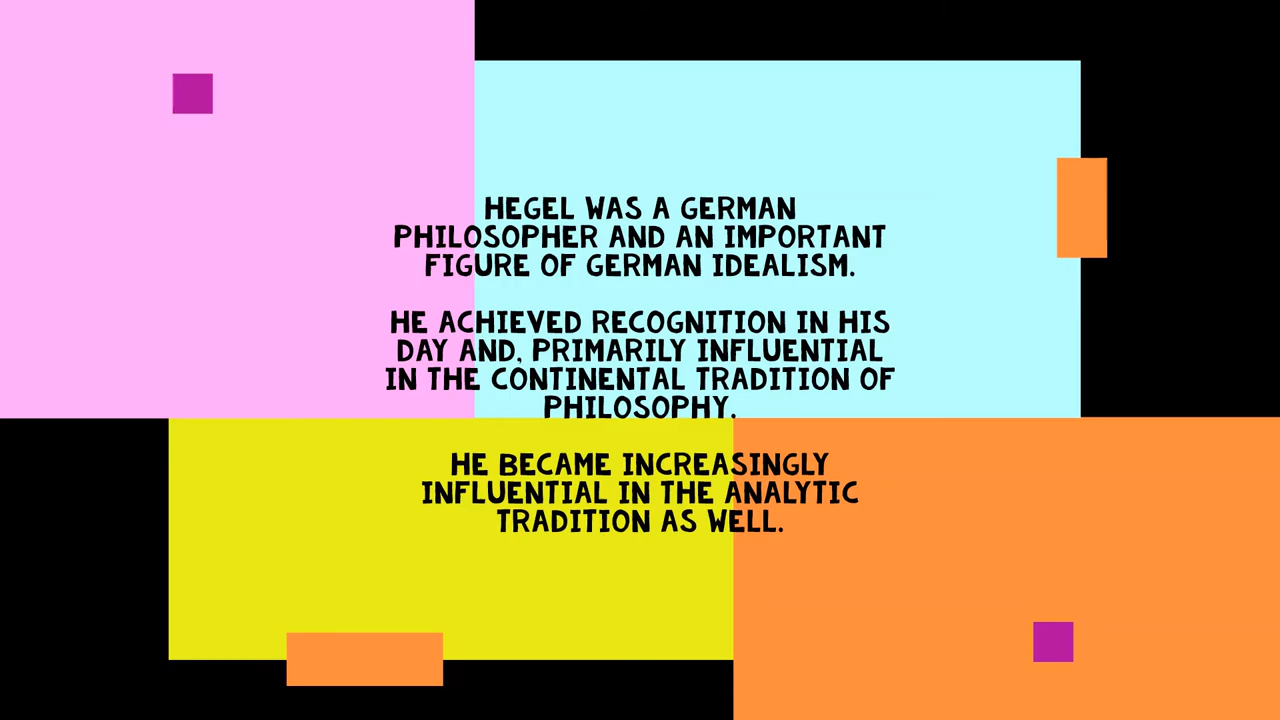 HEGEL WAS A GERMAN
PHILOSOPHER AND AN IMPORTANT
FIGURE OF GERMAN IDEALISM.
HE ACHIEVED RECOGNITION IN HIS
DAY AND, PRIMARILY INFLUENTIAL
IN THE CONTINENTAL TRADITION OF
PHILOSOPHY.
HE BECAME INCREASINGLY
INFLUENTIAL IN THE ANALYTIC
TRADITION AS WELL.